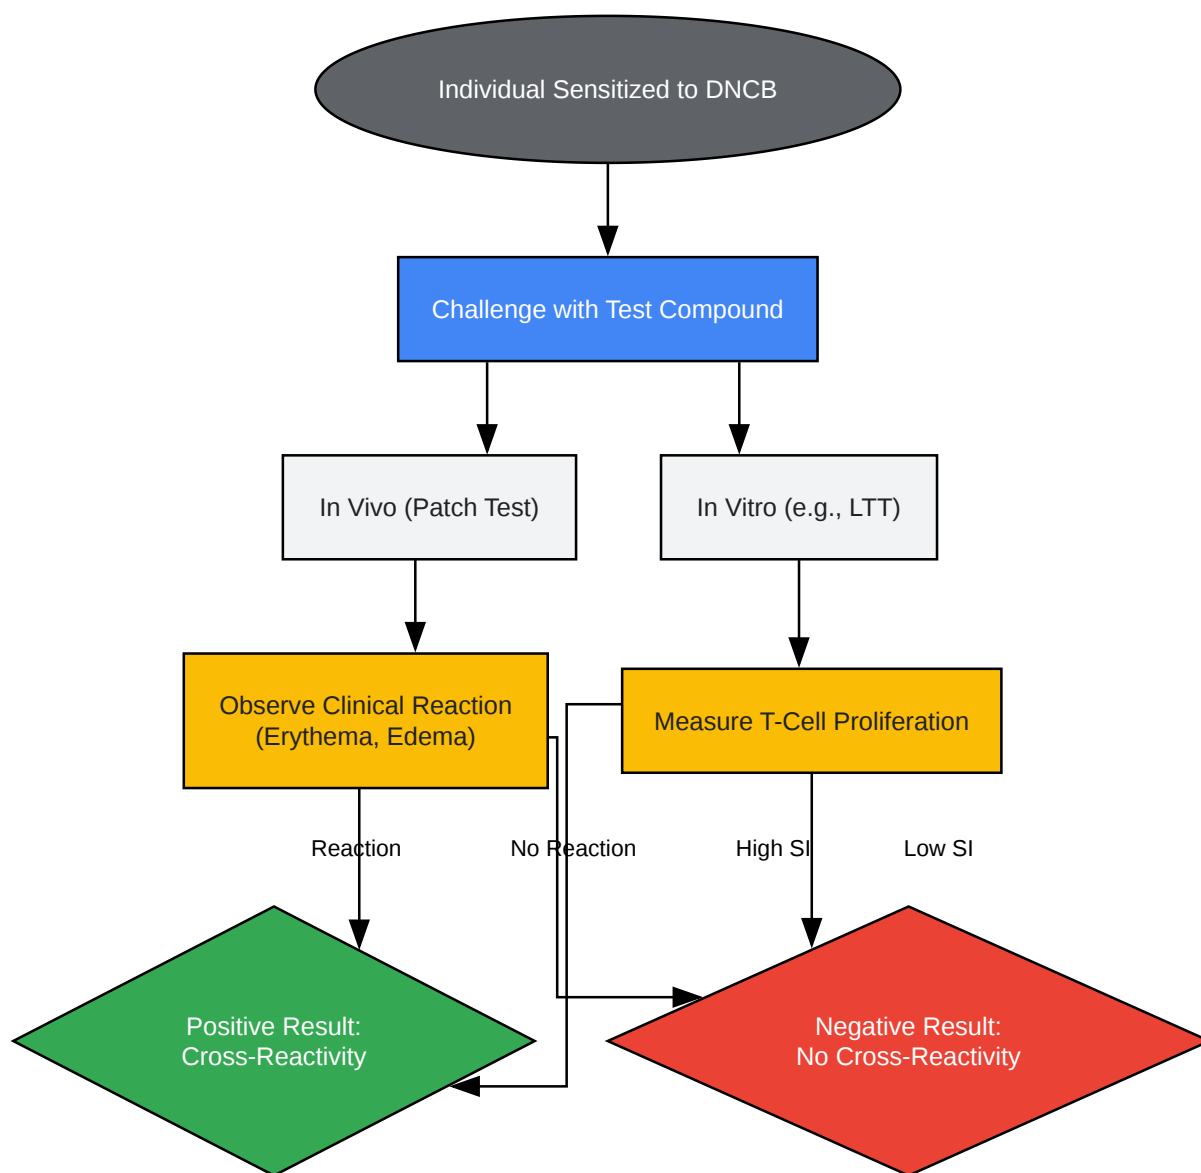 Individual Sensitized to DNCB
Challenge with Test Compound
In Vivo (Patch Test)
In Vitro (e.g., LTT)
Observe Clinical Reaction
(Erythema, Edema)
Measure T-Cell Proliferation
Reaction
No Reaction
High SI
Low SI
Positive Result:
Cross-Reactivity
Negative Result:
No Cross-Reactivity